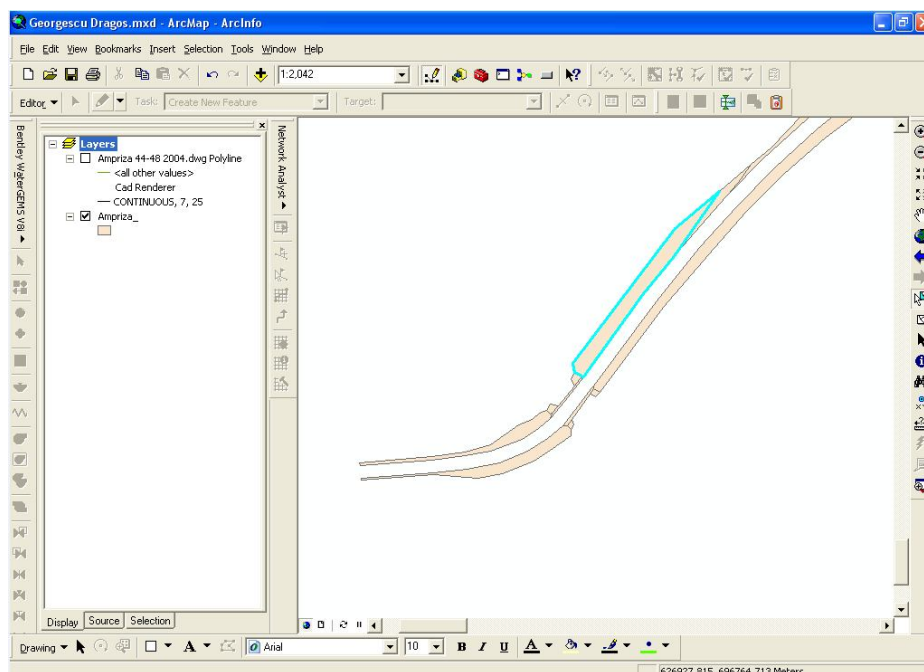 Georgescu Dragos.mxd - ArcMap - ArcInfo
File Edit View Bookmarks Insert Selection Tools Window Help
1:2,042
Editor Task: Create New Feature Target:
Bentley WaterGEMS V8i
Layers
Ampriza 44-48 2004.dwg Polyline
<all other values>
Cad Renderer
CONTINUOUS, 7, 25
Ampriza_
Network Analyst
Display Source Selection
Drawing A Arial 10 B I U A
626927.815 696764.713 Meters